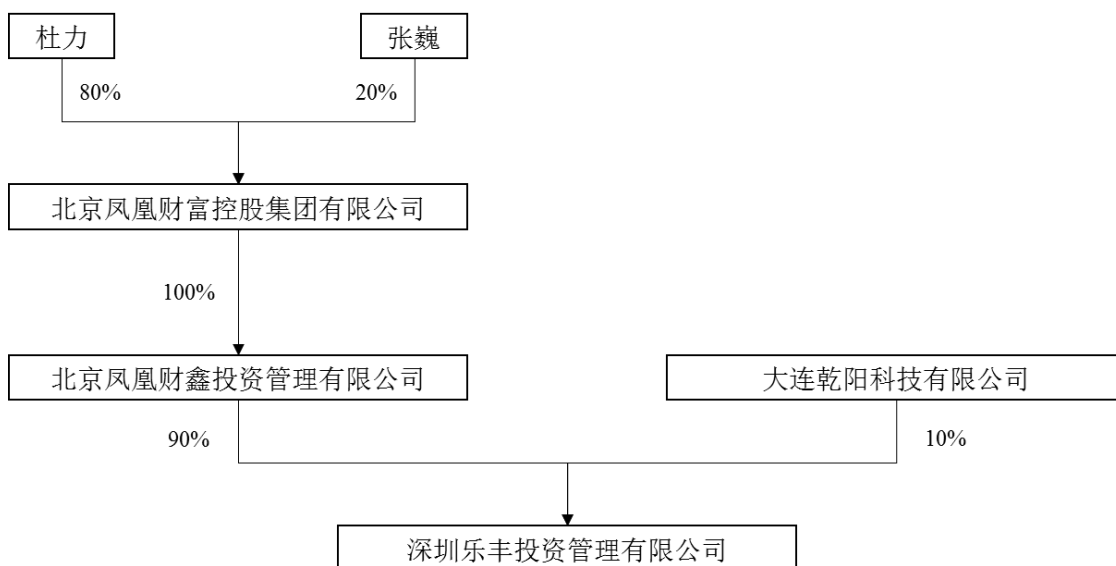 杜力
张巍
80%
20%
北京凤凰财富控股集团有限公司
100%
北京凤凰财鑫投资管理有限公司
大连乾阳科技有限公司
90%
10%
深圳乐丰投资管理有限公司